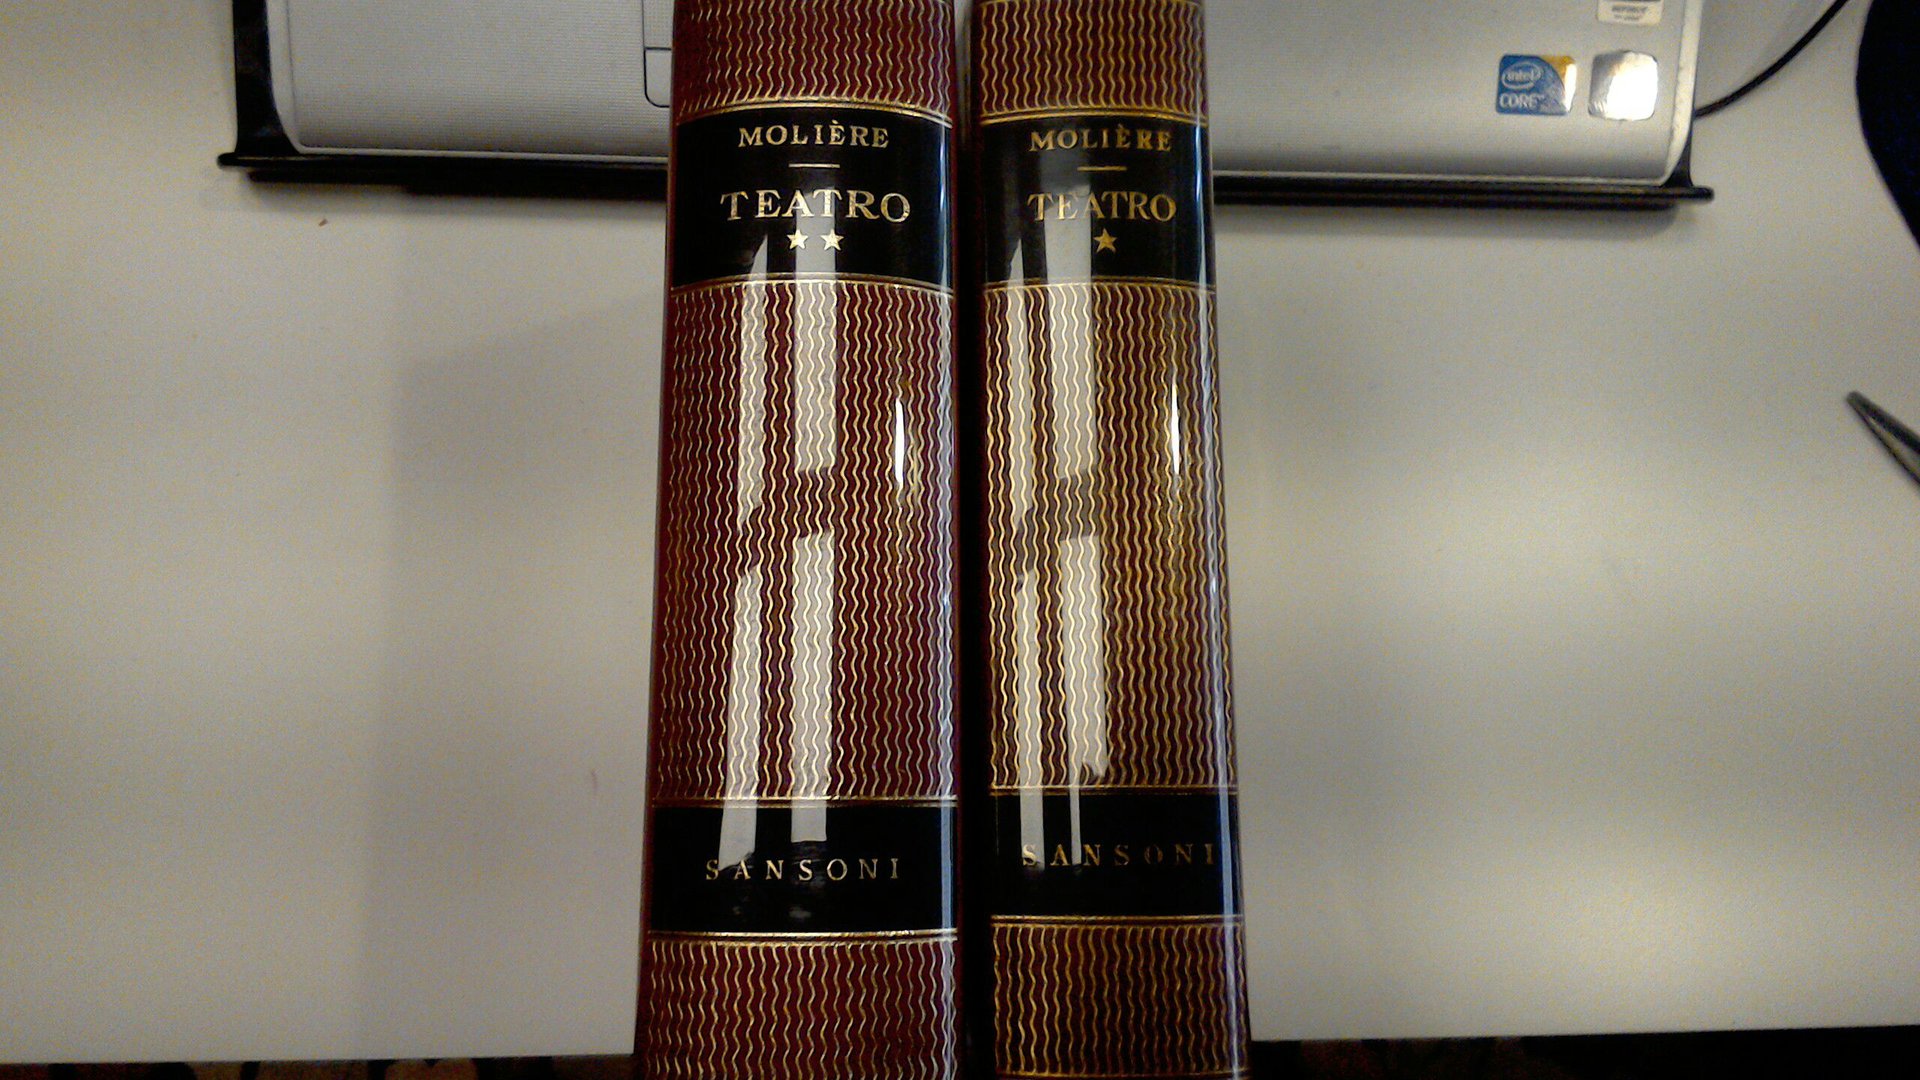 MOLIÈRE
TEATRO
★★
SANSONI
MOLIÈRE
TEATRO
★
SANSONI
intel
CORE